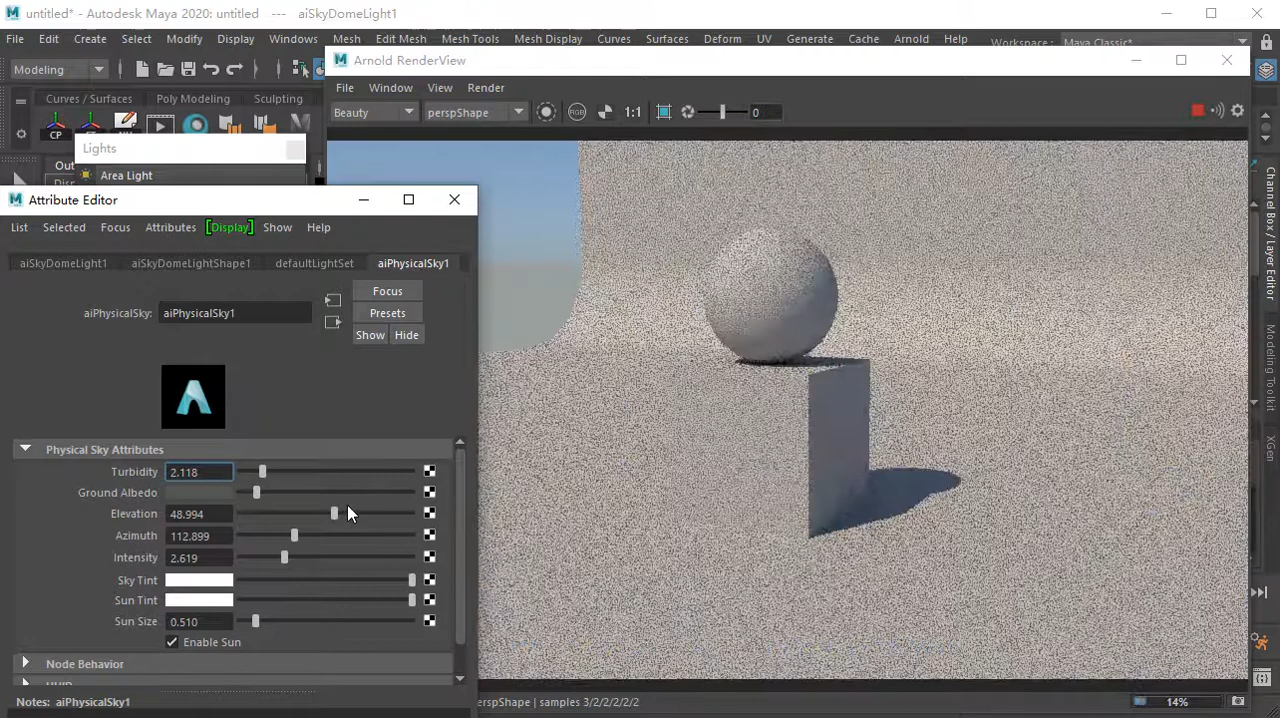 untitled* - Autodesk Maya 2020: untitled --- aiSkyDomeLight1
File Edit Create Select Modify Display Windows Mesh Edit Mesh Mesh Tools Mesh Display Curves Surfaces Deform UV Generate Cache Arnold Help Workspace: Maya Classic*
Modeling
Arnold RenderView
File Window View Render
Curves / Surfaces Poly Modeling Sculpting
Beauty perspShape RGB 1:1 0
CP
Lights
Out
Area Light
Attribute Editor
List Selected Focus Attributes [Display] Show Help
aiSkyDomeLight1 aiSkyDomeLightShape1 defaultLightSet aiPhysicalSky1
aiPhysicalSky: aiPhysicalSky1
Focus
Presets
Show Hide
Physical Sky Attributes
Turbidity 2.118
Ground Albedo
Elevation 48.994
Azimuth 112.899
Intensity 2.619
Sky Tint
Sun Tint
Sun Size 0.510
Enable Sun
Node Behavior
Notes: aiPhysicalSky1
erspShape | samples 3/2/2/2/2/2
14%
Channel Box / Layer Editor
Modeling Toolkit
XGen